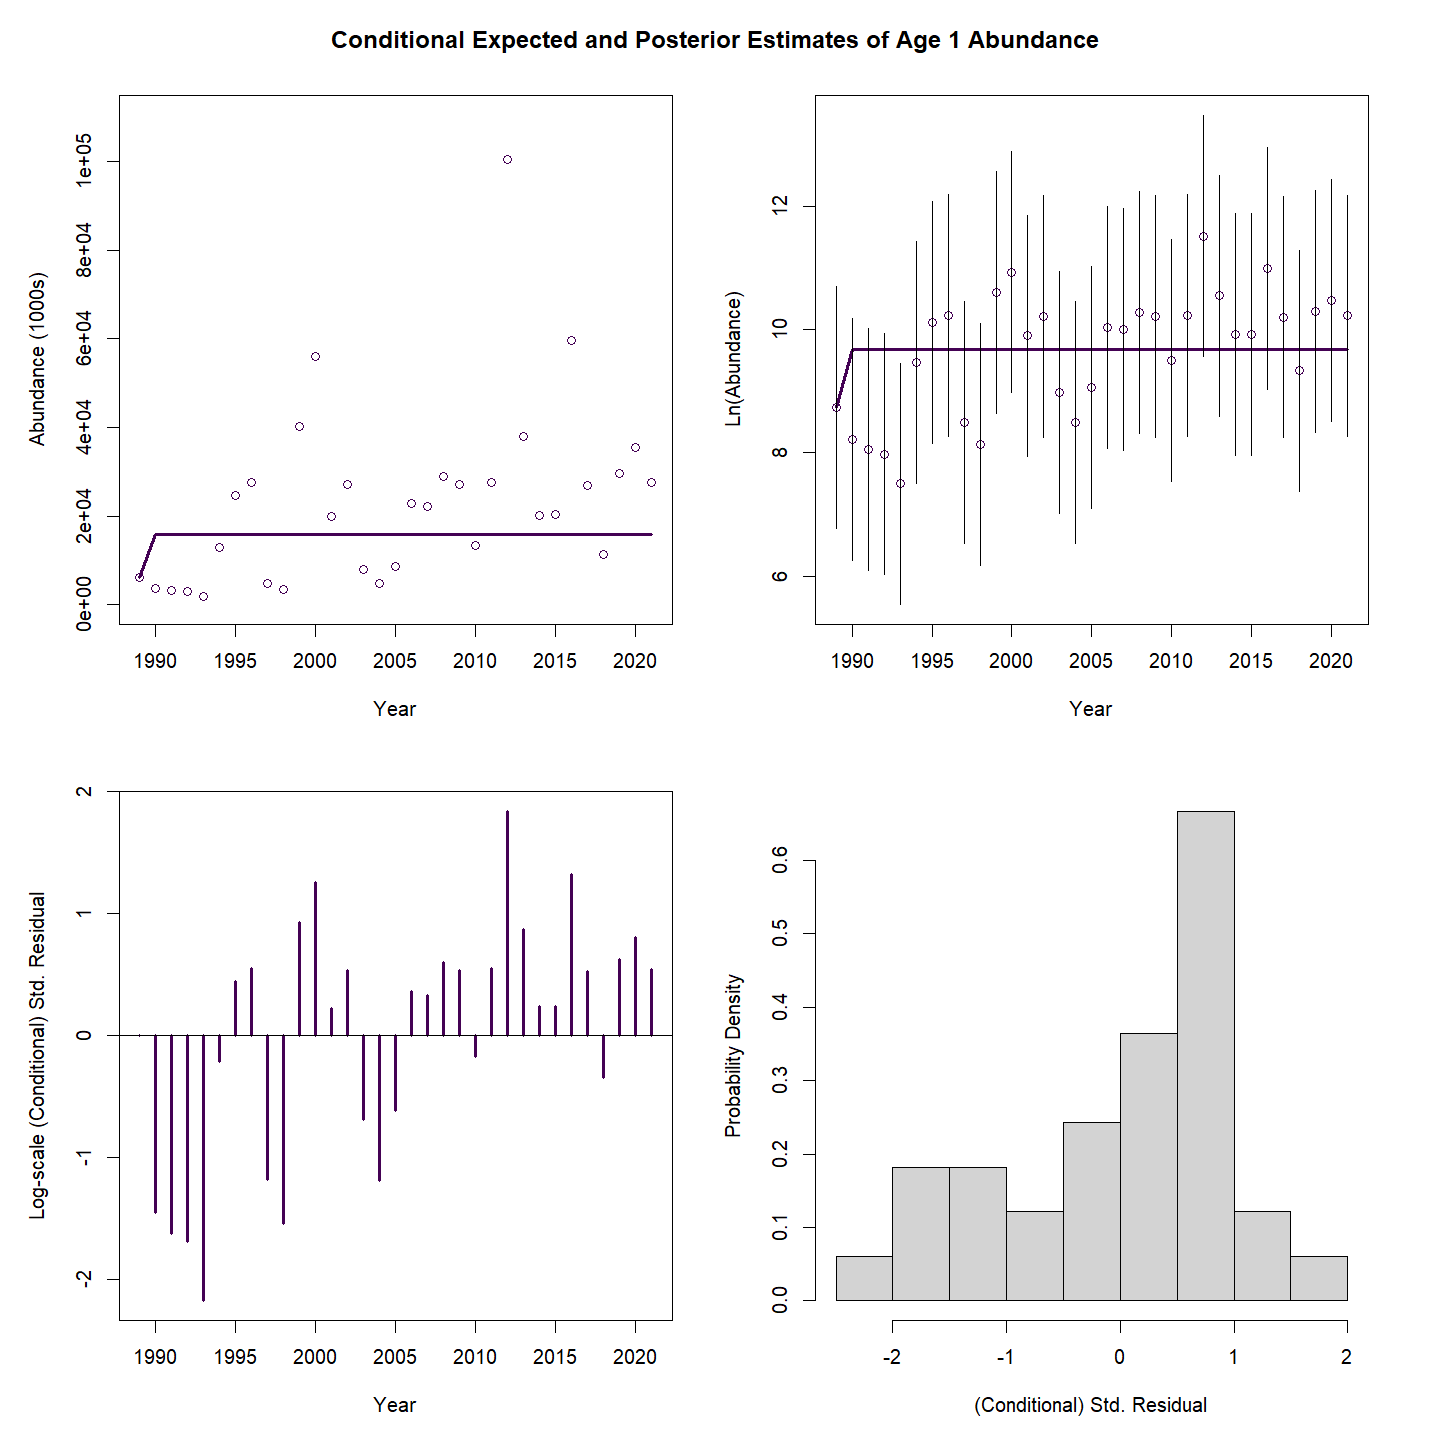 Conditional Expected and Posterior Estimates of Age 1 Abundance
Abundance (1000s)
1e+05
8e+04
6e+04
4e+04
2e+04
0e+00
1990 1995 2000 2005 2010 2015 2020
Year
Ln(Abundance)
12
10
8
6
1990 1995 2000 2005 2010 2015 2020
Year
Log-scale (Conditional) Std. Residual
2
1
0
-1
-2
1990 1995 2000 2005 2010 2015 2020
Year
Probability Density
0.6
0.5
0.4
0.3
0.2
0.1
0.0
-2 -1 0 1 2
(Conditional) Std. Residual